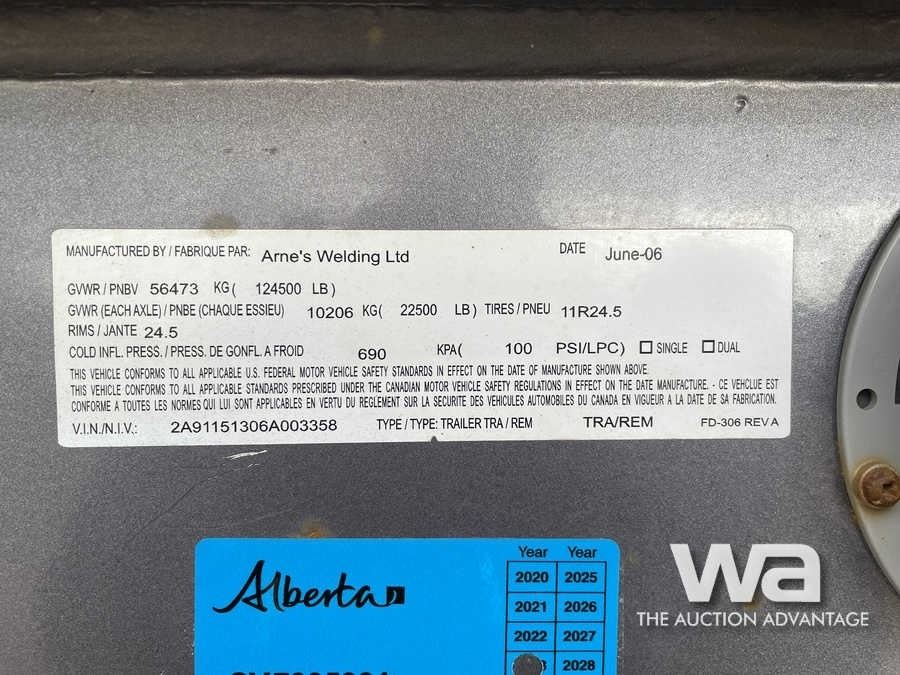 MANUFACTURED BY / FABRIQUE PAR: Arne's Welding Ltd DATE June-06
GVWR / PNBV 56473 KG( 124500 LB)
GVWR (EACH AXLE) / PNBE (CHAQUE ESSIEU) 10206 KG( 22500 LB) TIRES / PNEU 11R24.5
RIMS / JANTE 24.5
COLD INFL. PRESS. / PRESS. DE GONFL. A FROID 690 KPA( 100 PSI/LPC) ☐ SINGLE ☐ DUAL
THIS VEHICLE CONFORMS TO ALL APPLICABLE U.S. FEDERAL MOTOR VEHICLE SAFETY STANDARDS IN EFFECT ON THE DATE OF MANUFACTURE SHOWN ABOVE.
THIS VEHICLE CONFORMS TO ALL APPLICABLE STANDARDS PRESCRIBED UNDER THE CANADIAN MOTOR VEHICLE SAFETY REGULATIONS IN EFFECT ON THE DATE MANUFACTURE. - CE VEHCLUE EST
CONFORME A TOUTES LES NORMES QUI LUI SONT APPLICABLES EN VERTU DU REGLEMENT SUR LA SECURITE DES VEHICULES AUTOMOBILES DU CANADA EN VIGUEUR A LA DATE DE SA FABRICATION.
V.I.N./N.I.V.: 2A91151306A003358 TYPE / TYPE: TRAILER TRA / REM TRA/REM FD-306 REV A
Alberta
Year Year
2020 2025
2021 2026
2022 2027
2028
wa
THE AUCTION ADVANTAGE